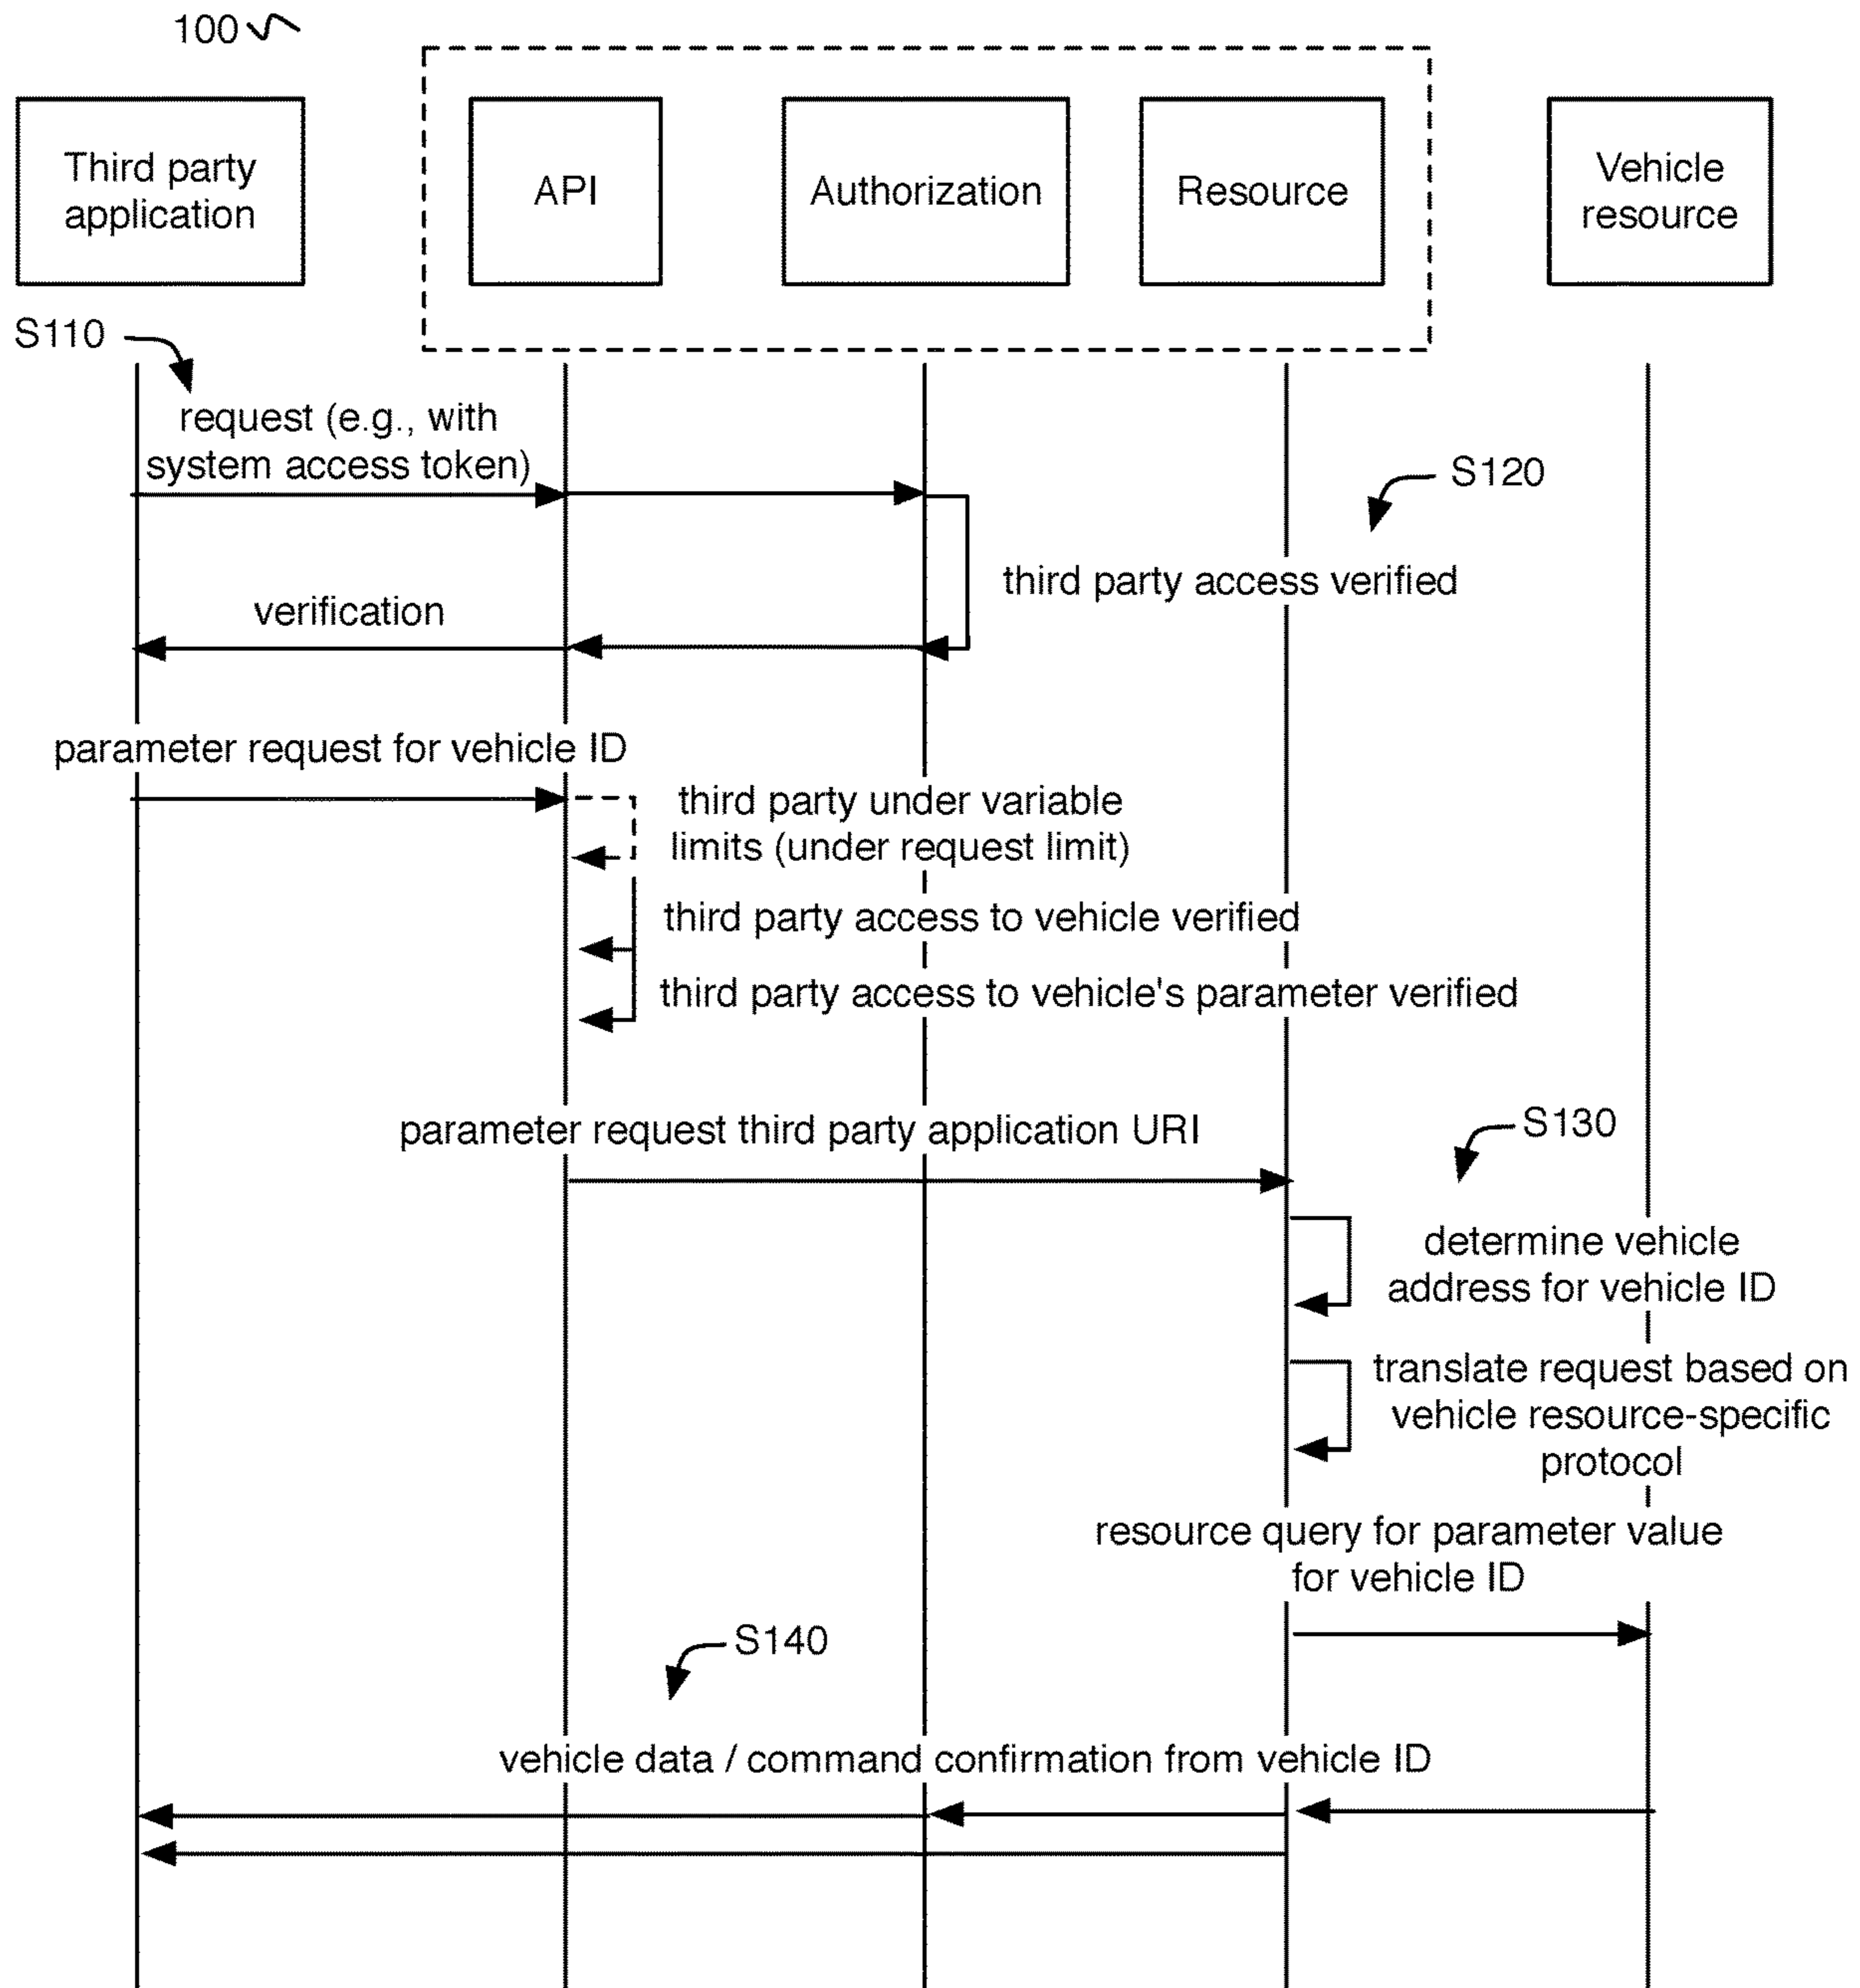 100
Third party
application
API
Authorization
Resource
Vehicle
resource
S110
request (e.g., with
system access token)
S120
third party access verified
verification
parameter request for vehicle ID
third party under variable
limits (under request limit)
third party access to vehicle verified
third party access to vehicle's parameter verified
parameter request third party application URI
S130
determine vehicle
address for vehicle ID
translate request based on
vehicle resource-specific
protocol
resource query for parameter value
for vehicle ID
S140
vehicle data / command confirmation from vehicle ID